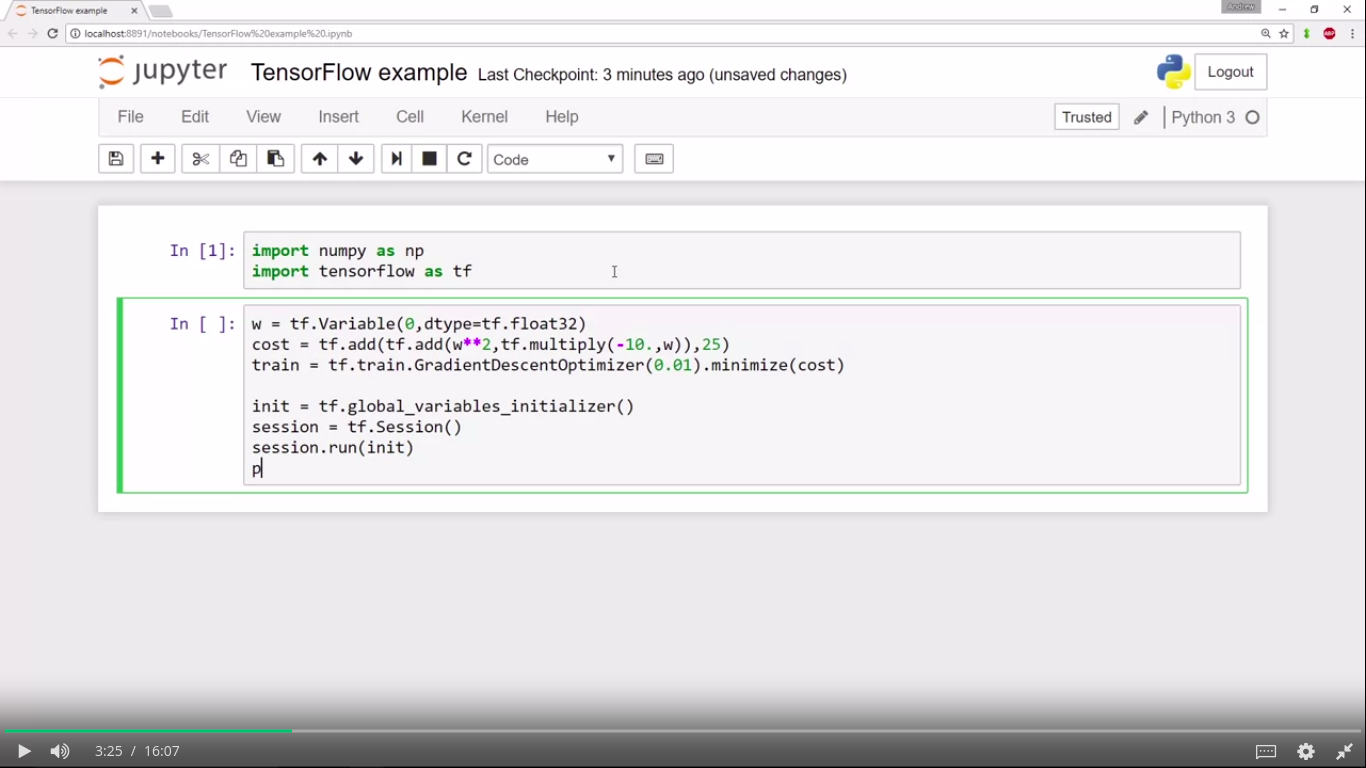 TensorFlow example
Andrew
localhost:8891/notebooks/TensorFlow%20example%20.ipynb
ABP
jupyter TensorFlow example Last Checkpoint: 3 minutes ago (unsaved changes)
Logout
File Edit View Insert Cell Kernel Help
Trusted Python 3
Code
In [1]: import numpy as np
import tensorflow as tf
In [ ]: w = tf.Variable(0,dtype=tf.float32)
cost = tf.add(tf.add(w**2,tf.multiply(-10.,w)),25)
train = tf.train.GradientDescentOptimizer(0.01).minimize(cost)
init = tf.global_variables_initializer()
session = tf.Session()
session.run(init)
p
3:25 / 16:07